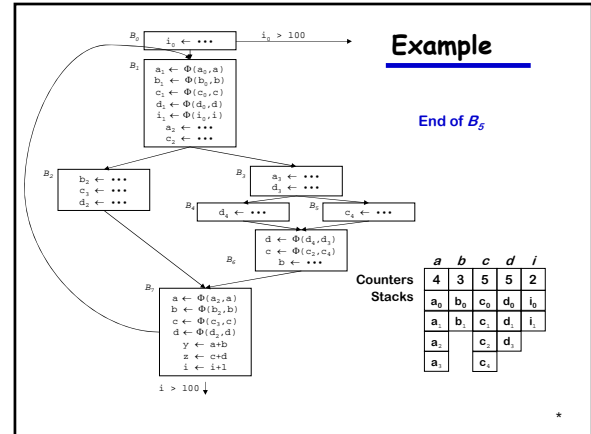 Example
End of B₅
B₀
i₀ ← •••
i₀ > 100
B₁
a₁ ← Φ(a₀,a)
b₁ ← Φ(b₀,b)
c₁ ← Φ(c₀,c)
d₁ ← Φ(d₀,d)
i₁ ← Φ(i₀,i)
a₂ ← •••
c₂ ← •••
B₂
b₂ ← •••
c₃ ← •••
d₂ ← •••
B₃
a₃ ← •••
d₃ ← •••
B₄
d₄ ← •••
B₅
c₄ ← •••
B₆
d ← Φ(d₄,d₃)
c ← Φ(c₂,c₄)
b ← •••
B₇
a ← Φ(a₂,a)
b ← Φ(b₂,b)
c ← Φ(c₃,c)
d ← Φ(d₂,d)
y ← a+b
z ← c+d
i ← i+1
i > 100
a b c d i
Counters 4 3 5 5 2
Stacks a₀ b₀ c₀ d₀ i₀
a₁ b₁ c₁ d₁ i₁
a₂ c₂ d₃
a₃ c₄
*